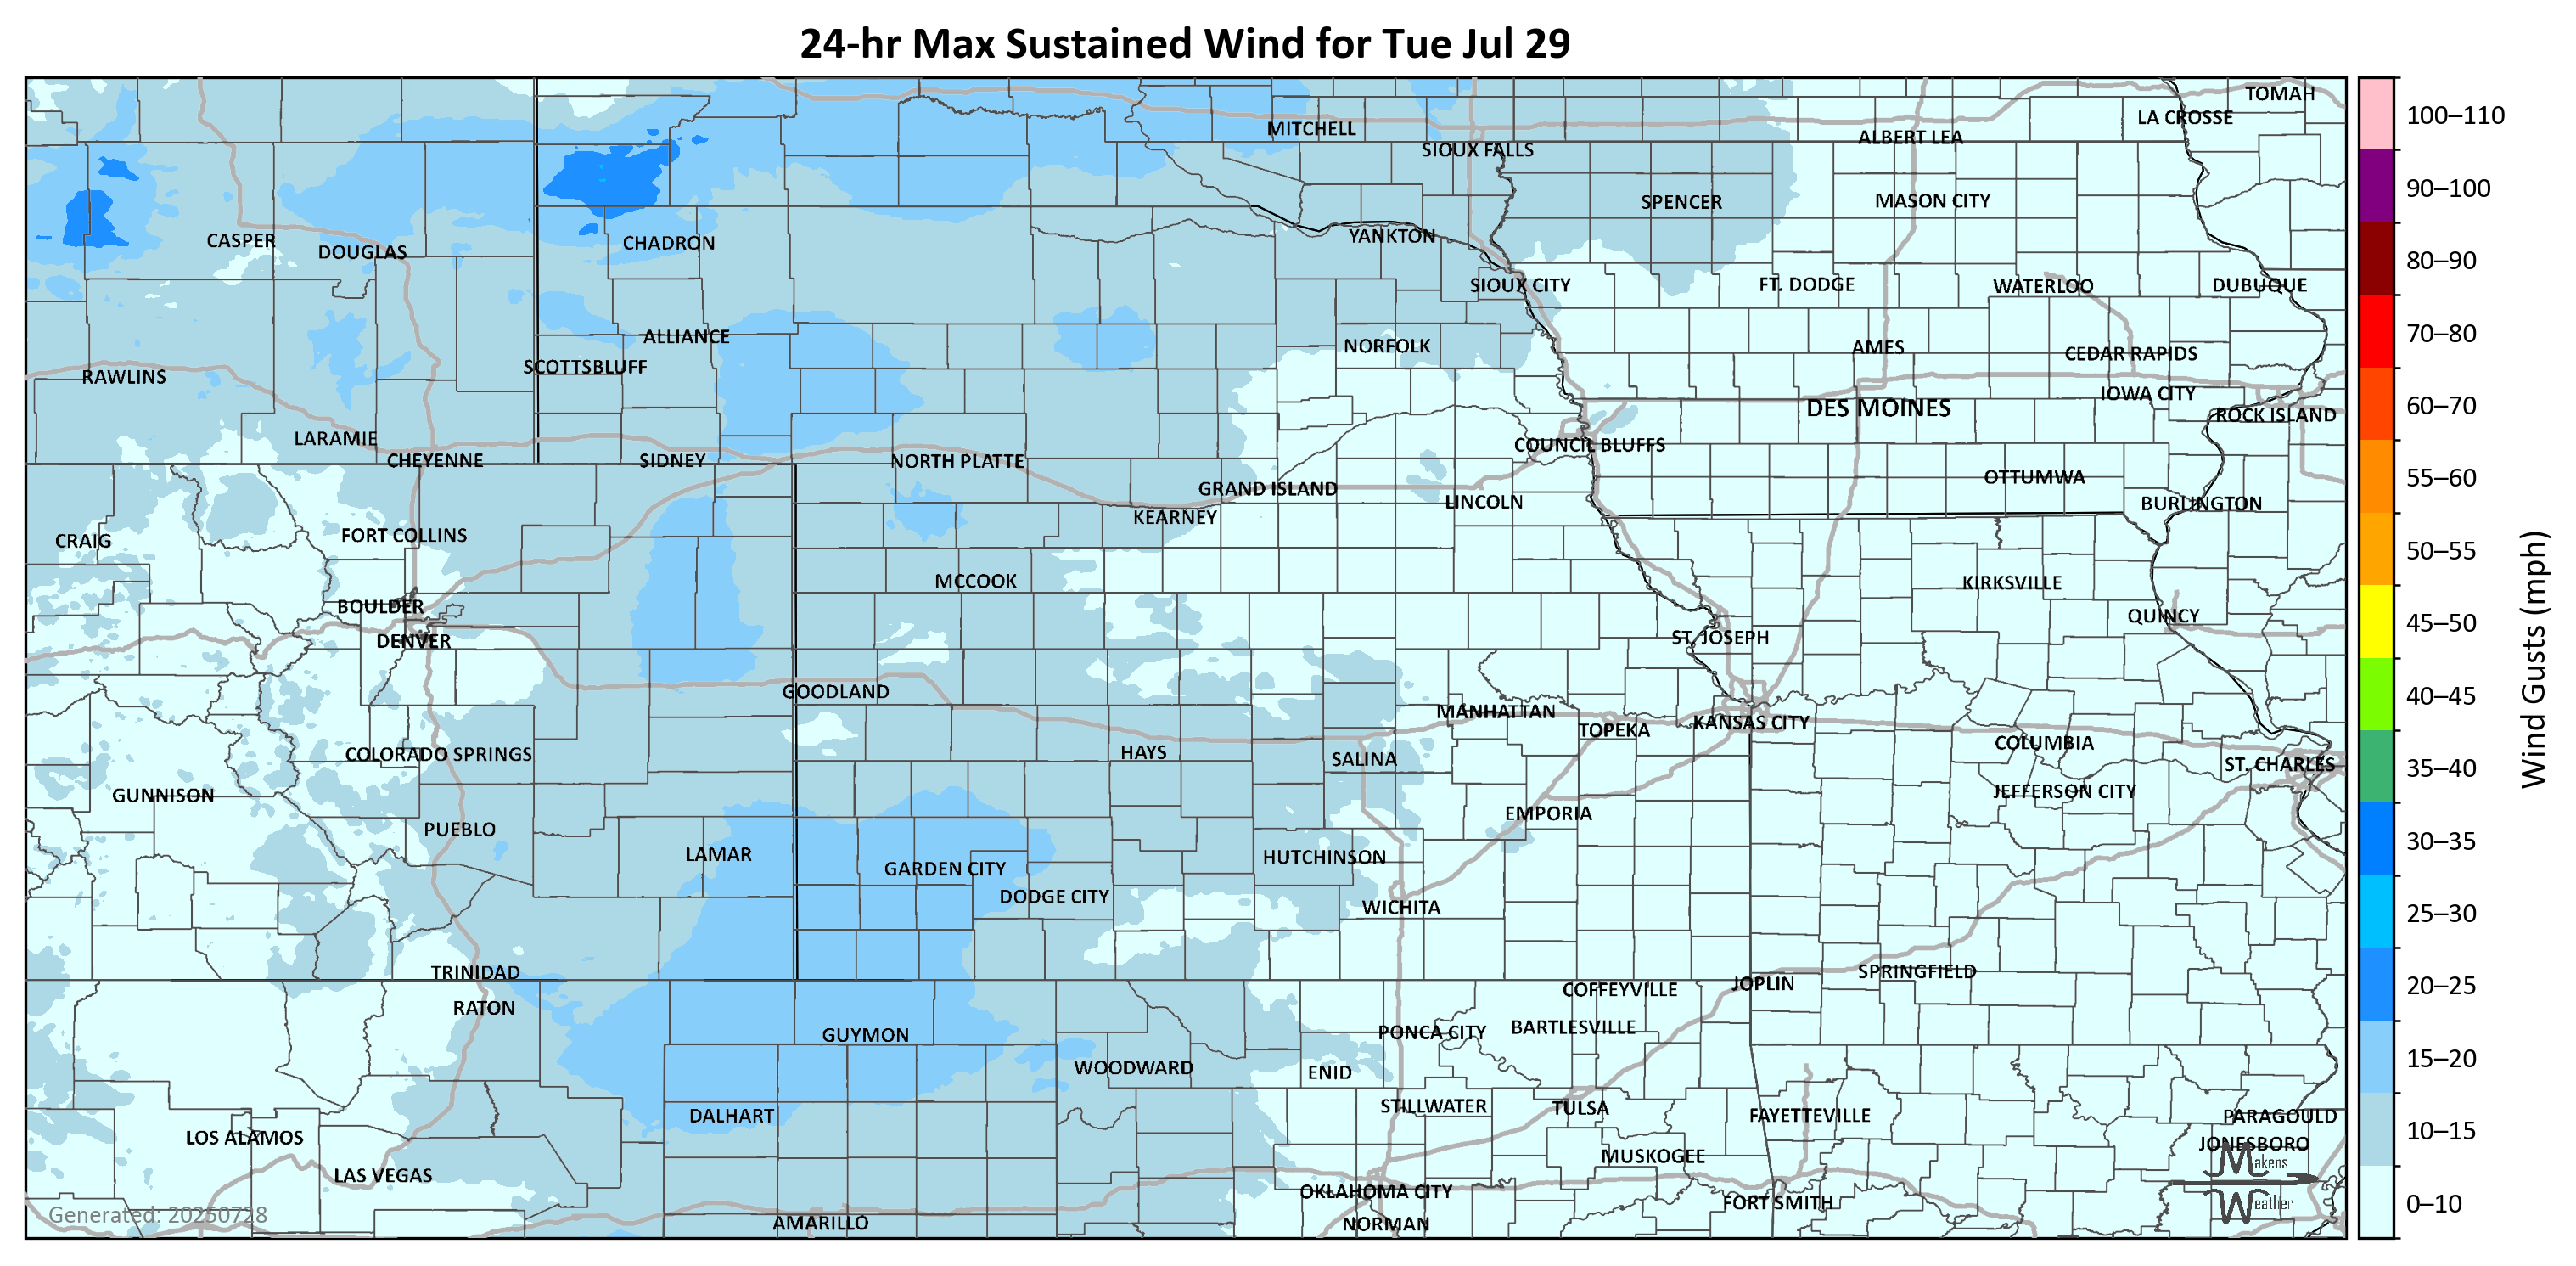 24-hr Max Sustained Wind for Tue Jul 29
TOMAH
LA CROSSE
MITCHELL
ALBERT LEA
SIOUX FALLS
SPENCER
MASON CITY
CASPER
DOUGLAS
CHADRON
YANKTON
SIOUX CITY
FT. DODGE
WATERLOO
DUBUQUE
ALLIANCE
NORFOLK
AMES
CEDAR RAPIDS
SCOTTSBLUFF
RAWLINS
IOWA CITY
DES MOINES
ROCK ISLAND
LARAMIE
COUNCIL BLUFFS
CHEYENNE
SIDNEY
NORTH PLATTE
OTTUMWA
GRAND ISLAND
LINCOLN
BURLINGTON
KEARNEY
CRAIG
FORT COLLINS
MCCOOK
KIRKSVILLE
BOULDER
QUINCY
DENVER
ST. JOSEPH
GOODLAND
MANHATTAN
TOPEKA
KANSAS CITY
COLORADO SPRINGS
HAYS
SALINA
COLUMBIA
ST. CHARLES
GUNNISON
JEFFERSON CITY
EMPORIA
PUEBLO
LAMAR
GARDEN CITY
HUTCHINSON
DODGE CITY
WICHITA
TRINIDAD
SPRINGFIELD
JOPLIN
COFFEYVILLE
RATON
GUYMON
PONCA CITY
BARTLESVILLE
WOODWARD
ENID
DALHART
STILLWATER
TULSA
FAYETTEVILLE
PARAGOULD
LOS ALAMOS
JONESBORO
LAS VEGAS
MUSKOGEE
OKLAHOMA CITY
FORT SMITH
AMARILLO
NORMAN
Generated: 20250728
Makens
Weather
100–110
90–100
80–90
70–80
60–70
55–60
50–55
45–50
40–45
35–40
30–35
25–30
20–25
15–20
10–15
0–10
Wind Gusts (mph)